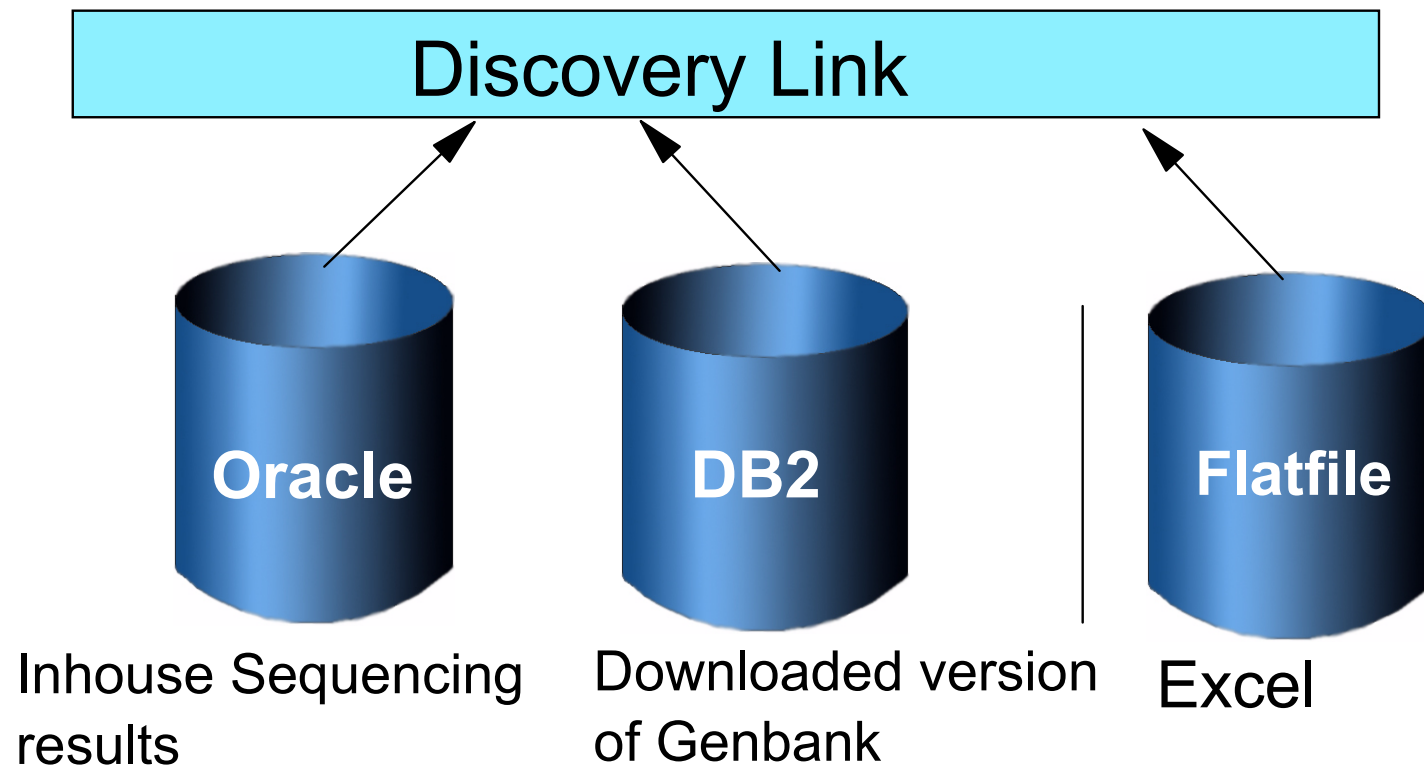 Discovery Link
Oracle
DB2
Flatfile
Inhouse Sequencing
results
Downloaded version
of Genbank
Excel